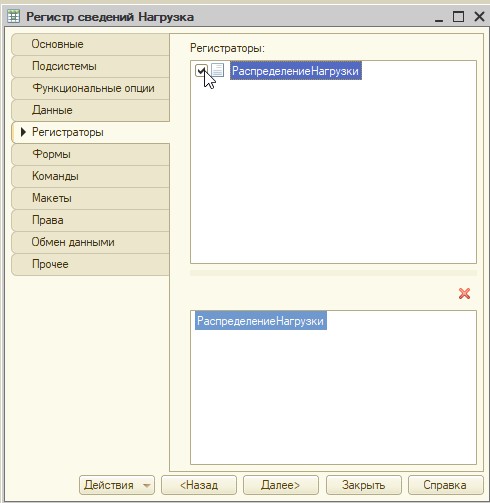 Регистр сведений Нагрузка
Основные
Подсистемы
Функциональные опции
Данные
Регистраторы
Формы
Команды
Макеты
Права
Обмен данными
Прочее
Регистраторы:
РаспределениеНагрузки
РаспределениеНагрузки
Действия
<Назад
Далее>
Закрыть
Справка